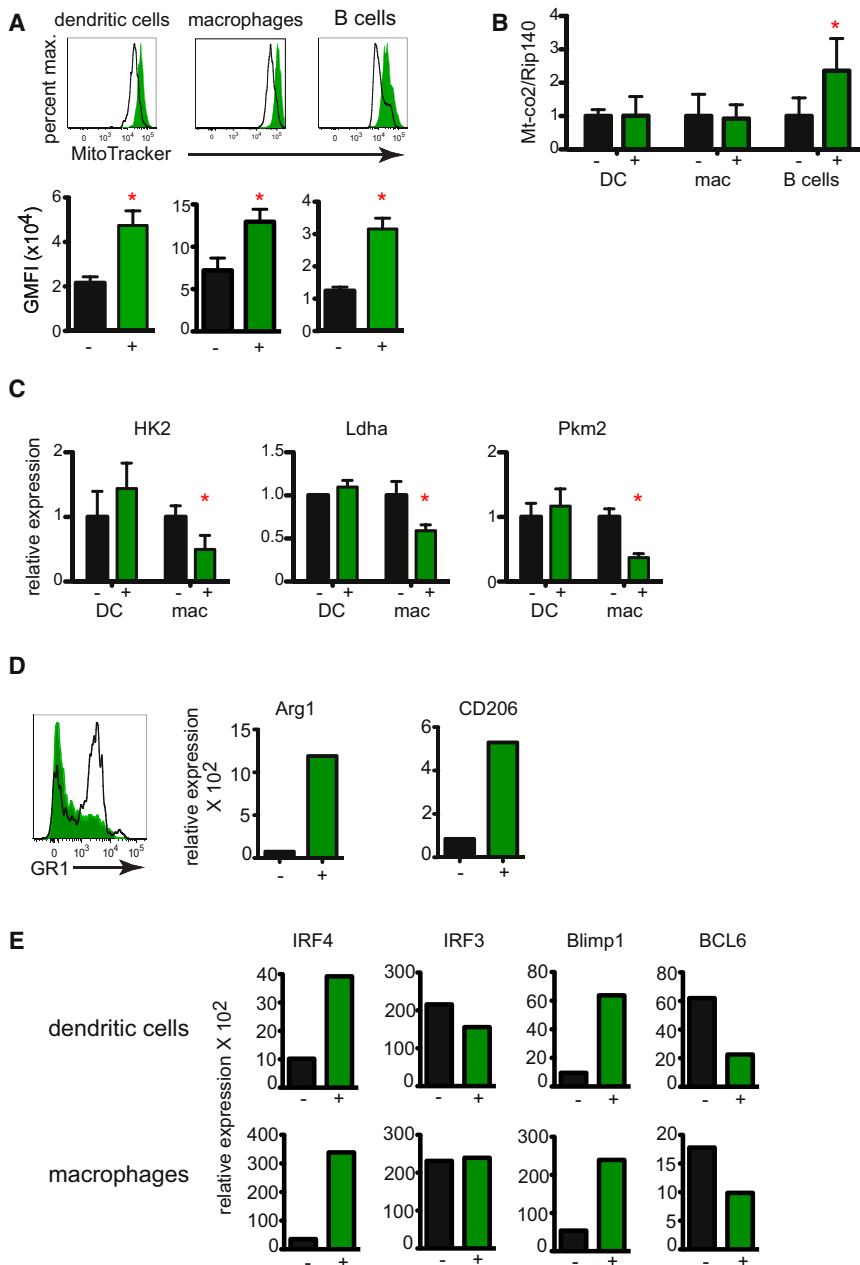 A
dendritic cells macrophages B cells
percent max.
0 10³ 10⁴ 10⁵ 0 10³ 10⁴ 10⁵ 0 10³ 10⁴ 10⁵
MitoTracker
GMFI (x10⁴)
6
4
2
0
- +
*
15
10
5
0
- +
*
4
3
2
1
0
- +
*
B
Mt-co2/Rip140
4
3
2
1
0
*
- + - + - +
DC mac B cells
C
relative expression
HK2
2
1
0
*
- + - +
DC mac
Ldha
1.5
1.0
0.5
0
*
- + - +
DC mac
Pkm2
2
1
0
*
- + - +
DC mac
D
0 10³ 10⁴ 10⁵
GR1
relative expression
X 10²
Arg1
15
10
5
0
- +
CD206
6
4
2
0
- +
E
IRF4 IRF3 Blimp1 BCL6
dendritic cells
relative expression X 10²
40
30
20
10
0
- +
300
200
100
0
- +
80
60
40
20
0
- +
80
60
40
20
0
- +
macrophages
400
300
200
100
0
- +
300
200
100
0
- +
300
200
100
0
- +
20
15
10
5
0
- +